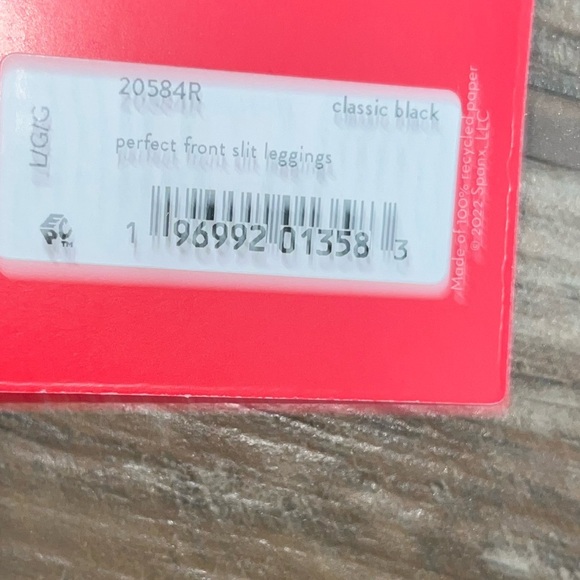 20584R
classic black
L/G/G
perfect front slit leggings
1 96992 01358 3
Made of 100% recycled paper
© 2022 Spanx, LLC